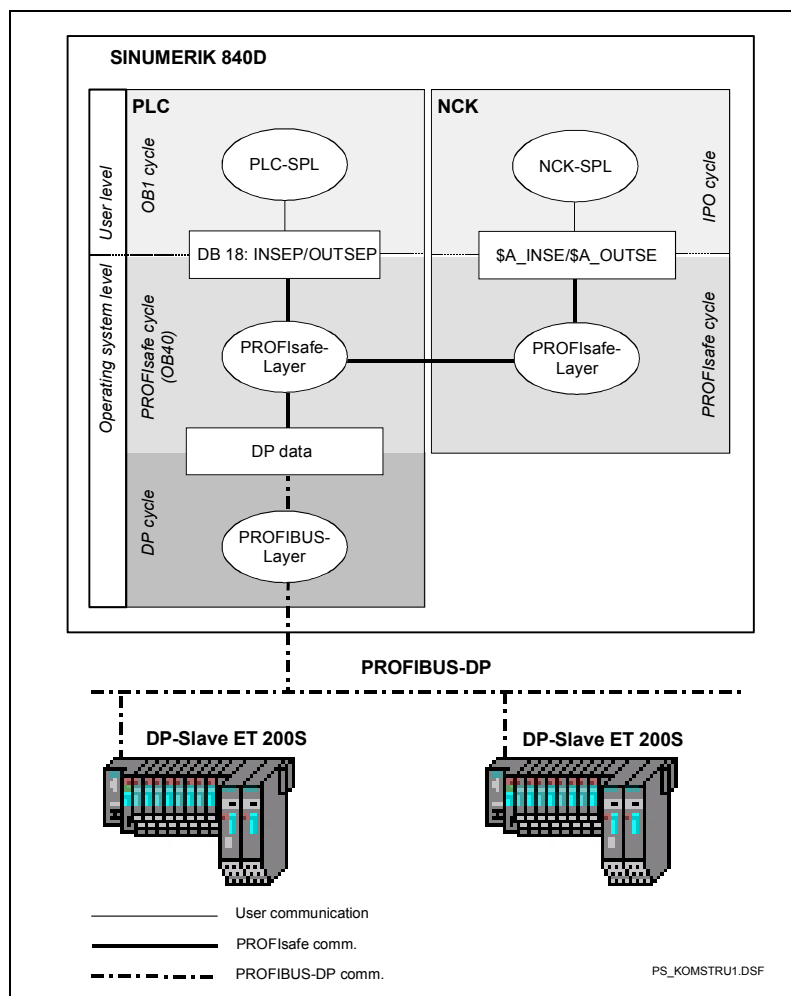 SINUMERIK 840D
PLC
NCK
User level
Operating system level
OB1 cycle
PROFIsafe cycle
(OB40)
DP cycle
IPO cycle
PROFIsafe cycle
PLC-SPL
NCK-SPL
DB 18: INSEP/OUTSEP
$A_INSE/$A_OUTSE
PROFIsafe-
Layer
PROFIsafe-
Layer
DP data
PROFIBUS-
Layer
PROFIBUS-DP
DP-Slave ET 200S
DP-Slave ET 200S
User communication
PROFIsafe comm.
PROFIBUS-DP comm.
PS_KOMSTRU1.DSF